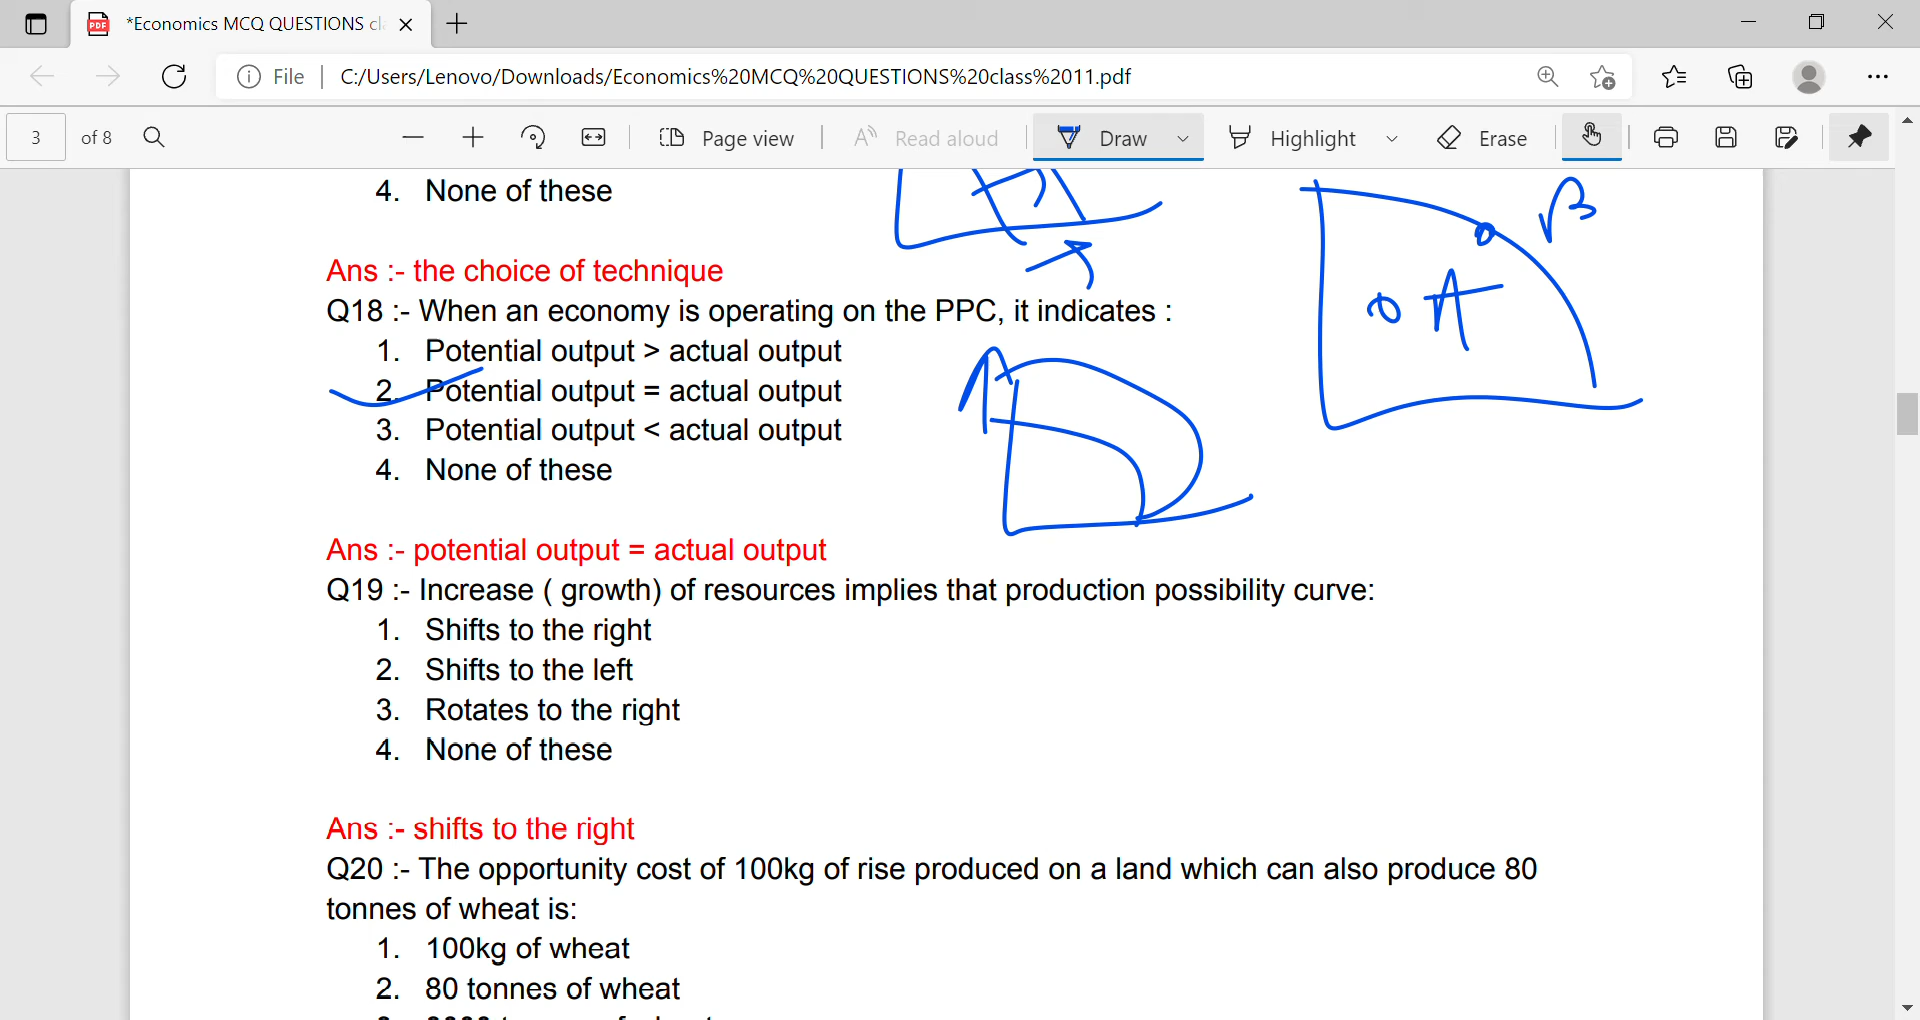 *Economics MCQ QUESTIONS cl
File | C:/Users/Lenovo/Downloads/Economics%20MCQ%20QUESTIONS%20class%2011.pdf
3 of 8 Page view Read aloud Draw Highlight Erase
4. None of these
Ans :- the choice of technique
Q18 :- When an economy is operating on the PPC, it indicates :
1. Potential output > actual output
2. Potential output = actual output
3. Potential output < actual output
4. None of these
Ans :- potential output = actual output
Q19 :- Increase ( growth) of resources implies that production possibility curve:
1. Shifts to the right
2. Shifts to the left
3. Rotates to the right
4. None of these
Ans :- shifts to the right
Q20 :- The opportunity cost of 100kg of rise produced on a land which can also produce 80
tonnes of wheat is:
1. 100kg of wheat
2. 80 tonnes of wheat
B
A